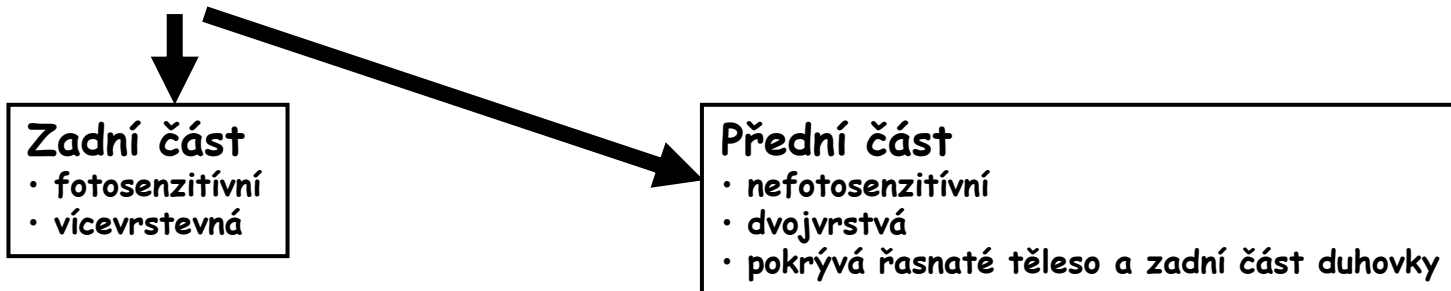 Zadní část
• fotosenzitívní
• vícevrstevná
Přední část
• nefotosenzitívní
• dvojvrstvá
• pokrývá řasnaté těleso a zadní část duhovky